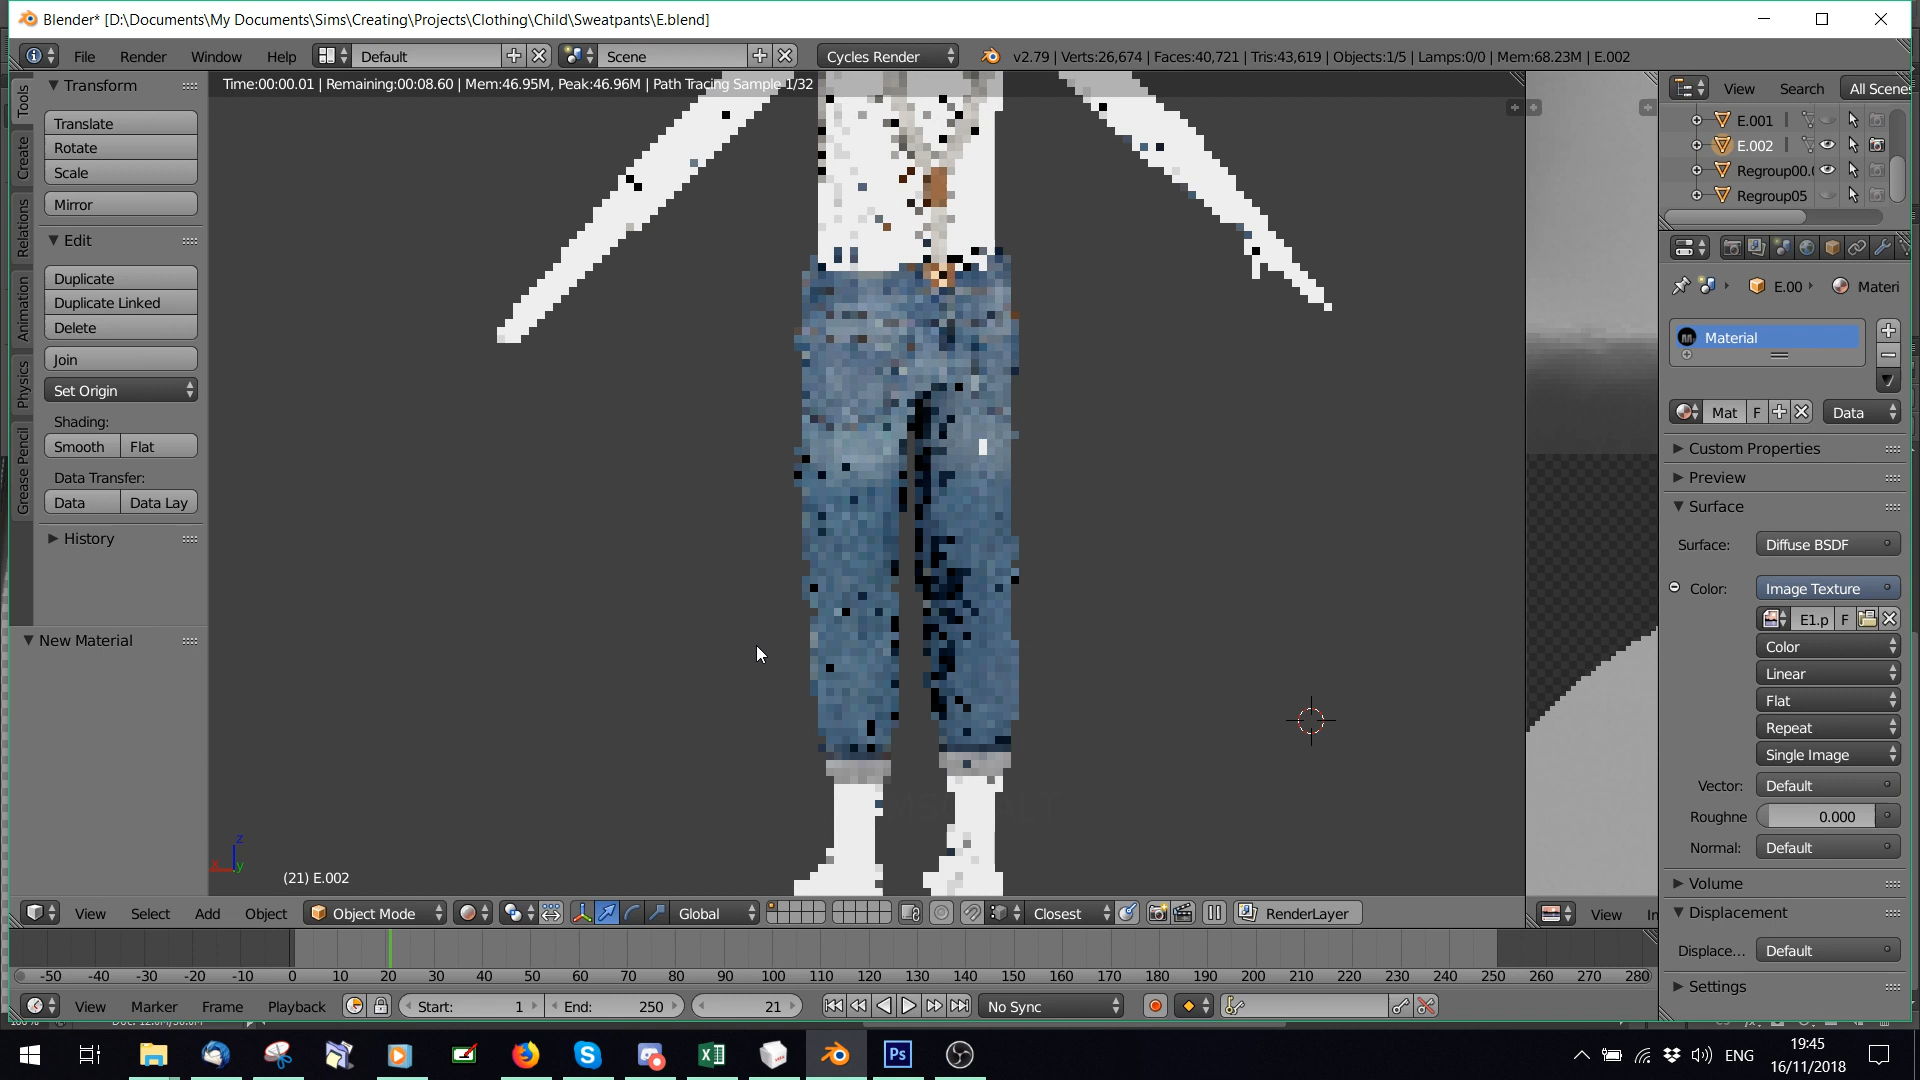 Blender* [D:\Documents\My Documents\Sims\Creating\Projects\Clothing\Child\Sweatpants\E.blend]
File Render Window Help Default Scene Cycles Render v2.79 | Verts:26,674 | Faces:40,721 | Tris:43,619 | Objects:1/5 | Lamps:0/0 | Mem:68.23M | E.002
Time:00:00.01 | Remaining:00:08.60 | Mem:46.95M, Peak:46.96M | Path Tracing Sample 1/32
Tools
Create
Relations
Animation
Physics
Grease Pencil
Transform
Translate
Rotate
Scale
Mirror
Edit
Duplicate
Duplicate Linked
Delete
Join
Set Origin
Shading:
Smooth Flat
Data Transfer:
Data Data Lay
History
New Material
z
x y
(21) E.002
View Search All Scene
E.001
E.002
Regroup00.(
Regroup05
E.00 Materi
Material
Mat F Data
Custom Properties
Preview
Surface
Surface: Diffuse BSDF
Color: Image Texture
E1.p F
Color
Linear
Flat
Repeat
Single Image
Vector: Default
Roughne 0.000
Normal: Default
Volume
Displacement
Displace... Default
Settings
View Select Add Object Object Mode Global Closest RenderLayer View
-50 -40 -30 -20 -10 0 10 20 30 40 50 60 70 80 90 100 110 120 130 140 150 160 170 180 190 200 210 220 230 240 250 260 270 280
View Marker Frame Playback Start: 1 End: 250 21 No Sync
ENG
19:45
16/11/2018